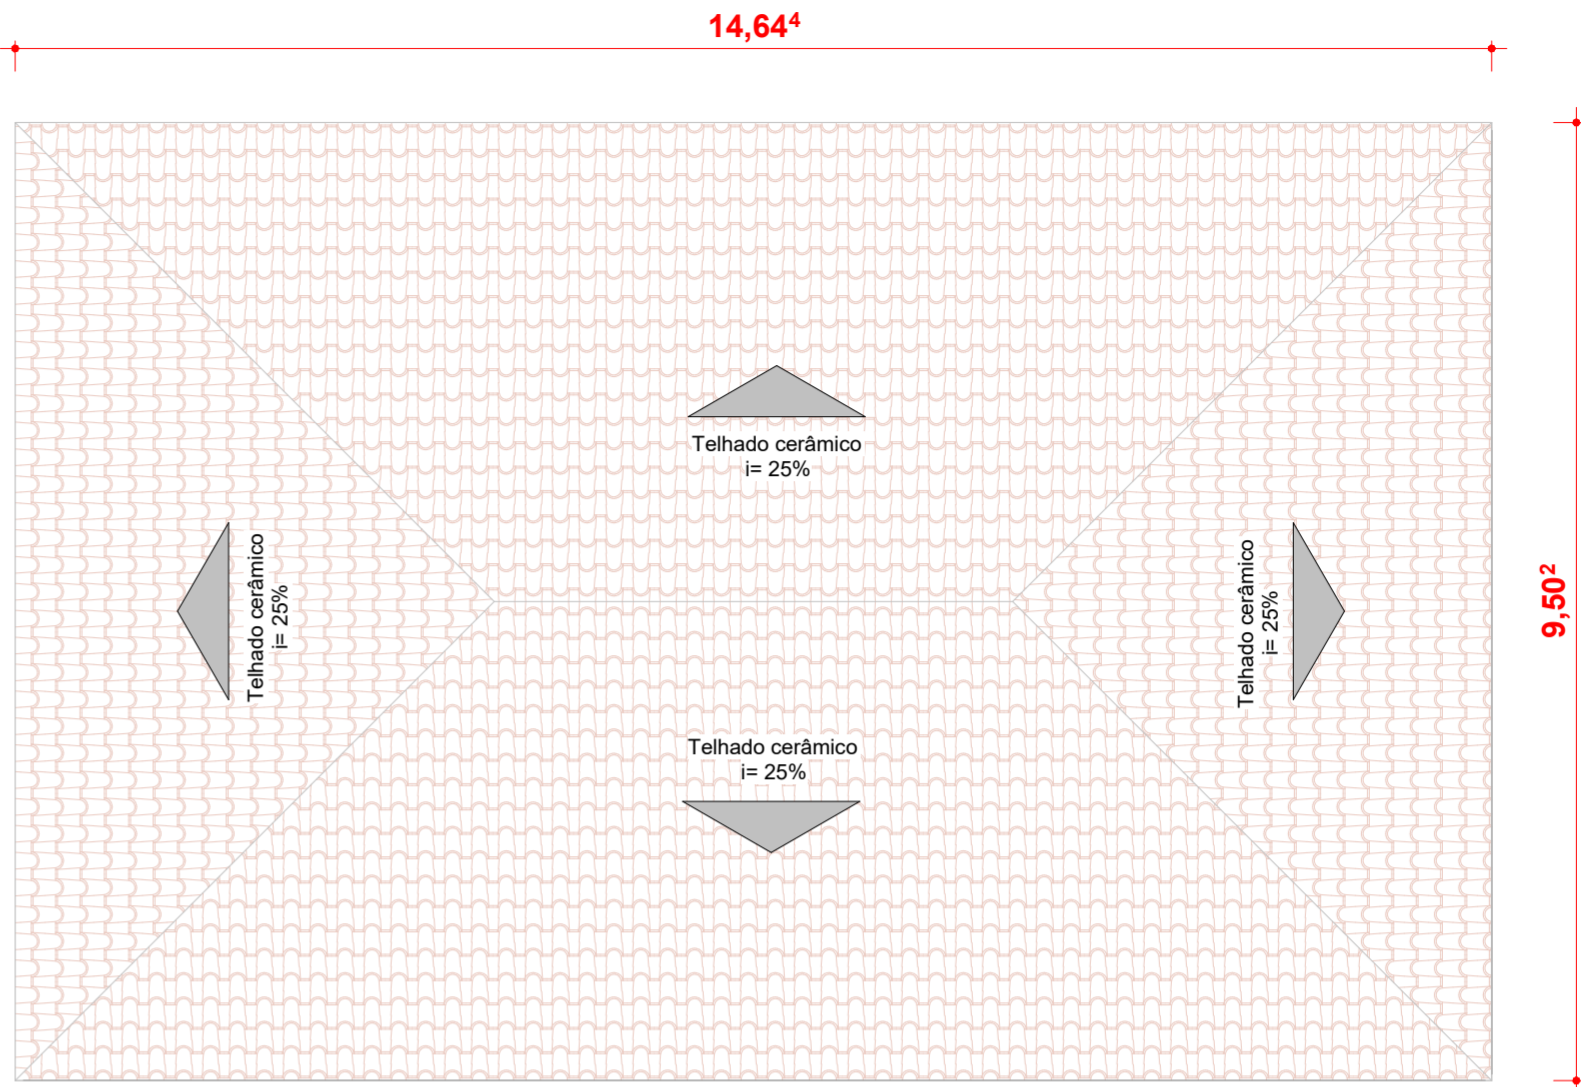 14,64⁴
Telhado cerâmico
i= 25%
Telhado cerâmico
i= 25%
Telhado cerâmico
i= 25%
9,50²
Telhado cerâmico
i= 25%